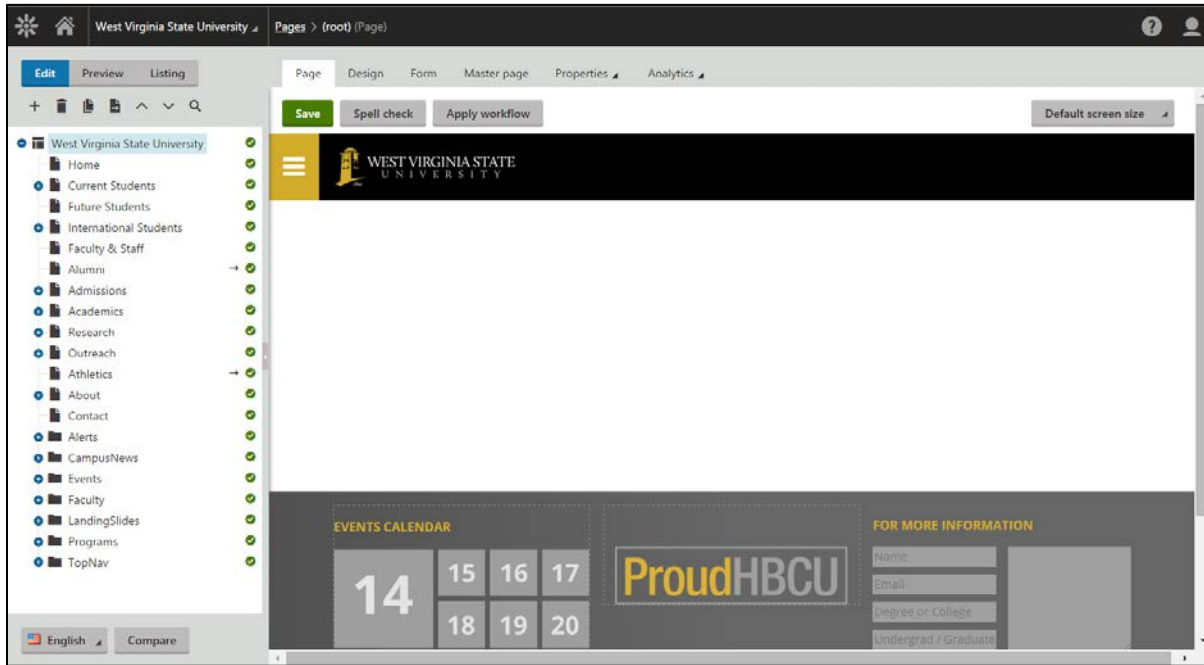 West Virginia State University Pages > (root) (Page)
Edit Preview Listing
Page Design Form Master page Properties Analytics
Save Spell check Apply workflow Default screen size
West Virginia State University
Home
Current Students
Future Students
International Students
Faculty & Staff
Alumni
Admissions
Academics
Research
Outreach
Athletics
About
Contact
Alerts
CampusNews
Events
Faculty
LandingSlides
Programs
TopNav
English Compare
WEST VIRGINIA STATE
UNIVERSITY
EVENTS CALENDAR
14 15 16 17
18 19 20
ProudHBCU
FOR MORE INFORMATION
Name
Email
Degree or College
Undergrad / Graduate